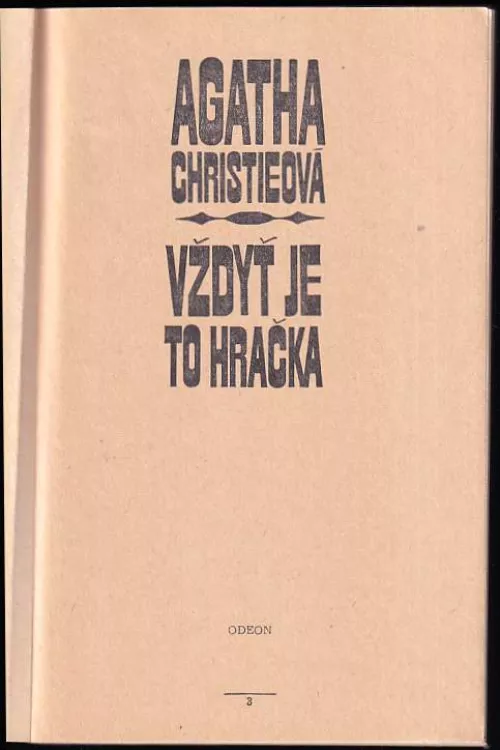 AGATHA
CHRISTIEOVÁ
VŽDYŤ JE
TO HRAČKA
ODEON
3